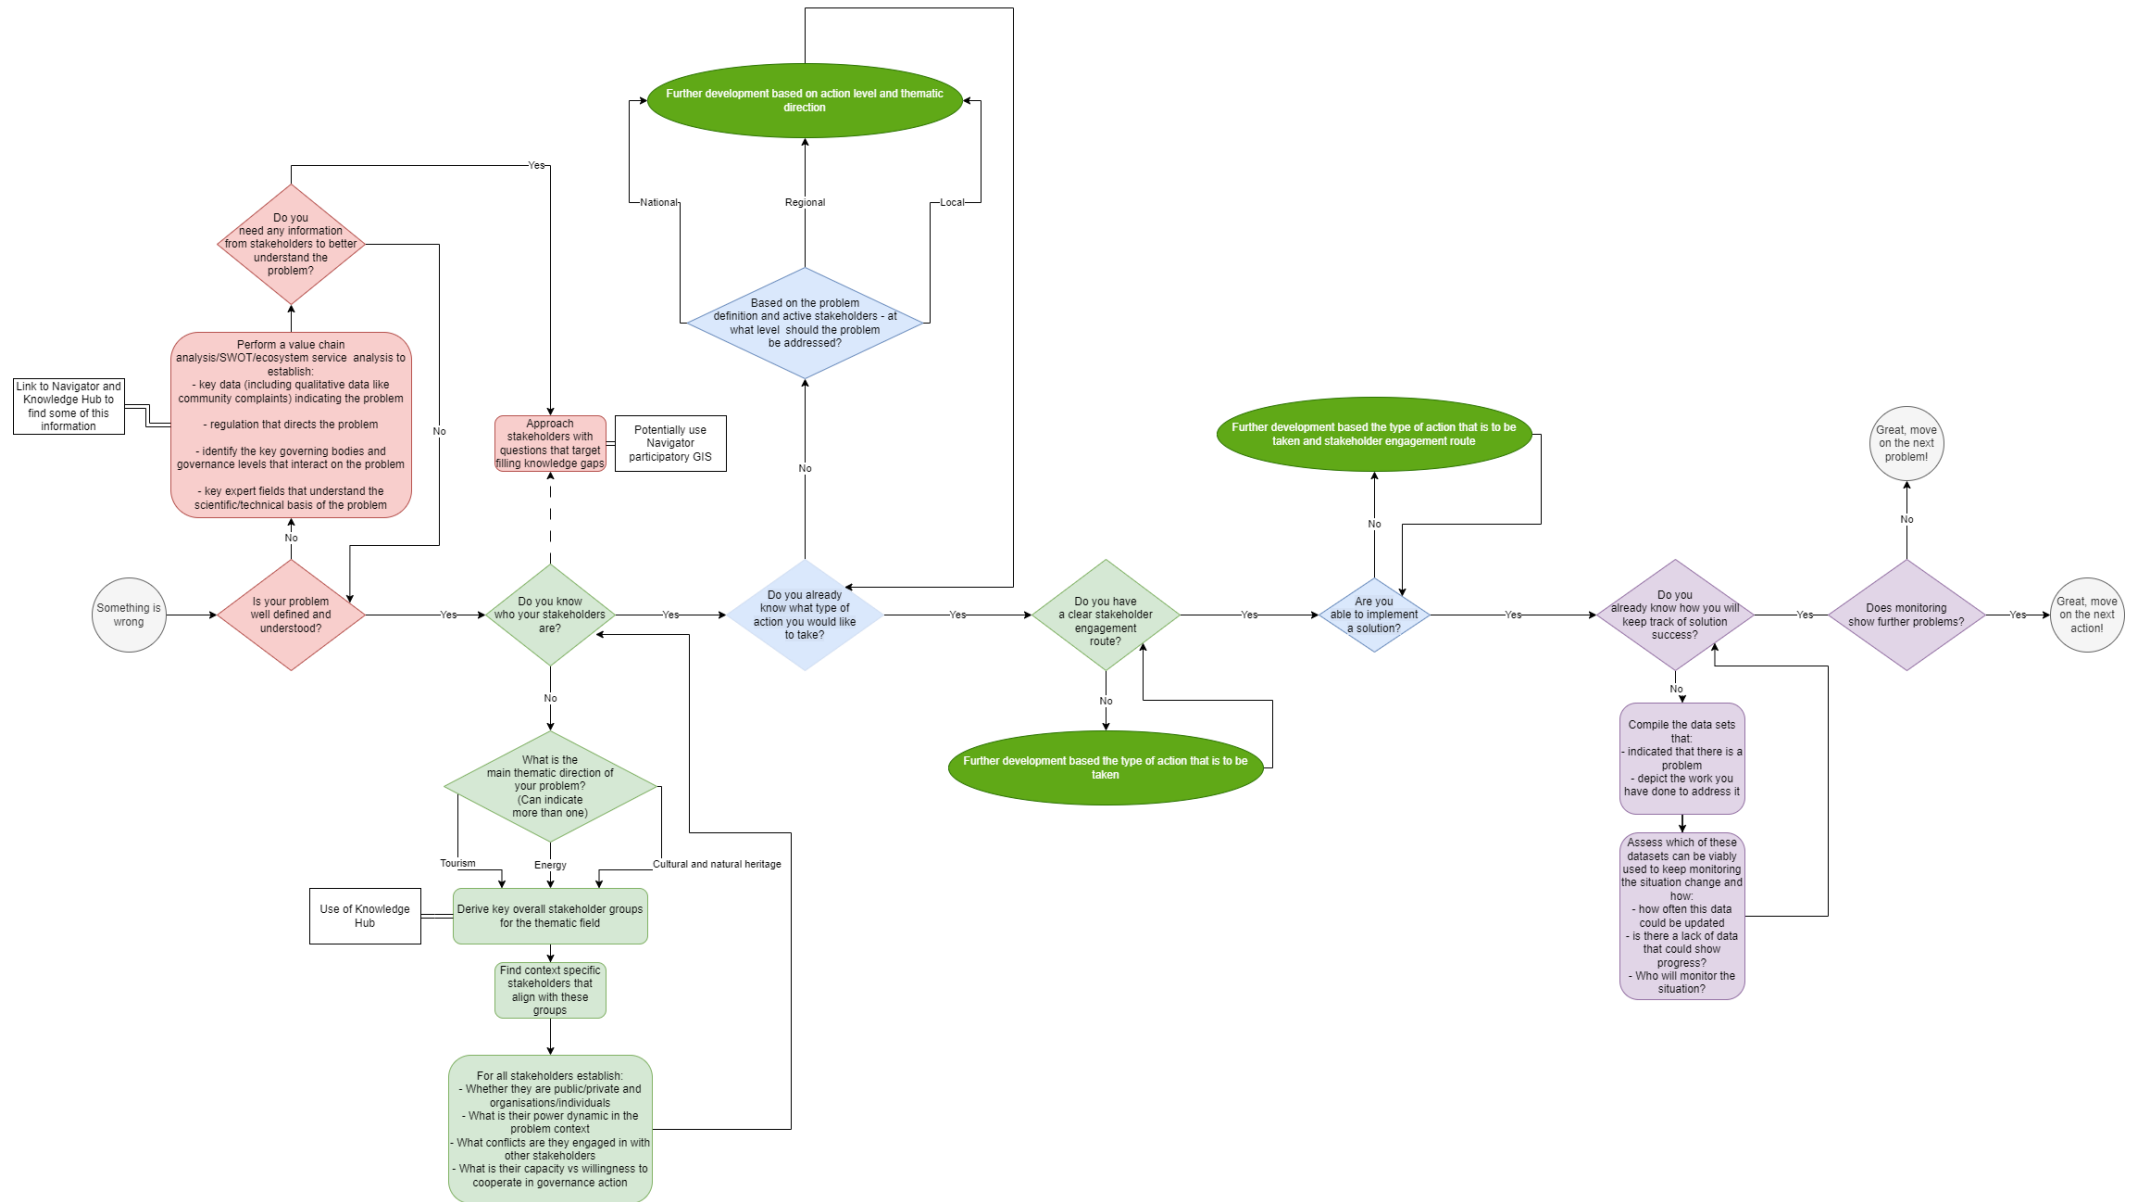 Further development based on action level and thematic
direction
National
Regional
Local
Yes
Do you
need any information
from stakeholders to better
understand the
problem?
Based on the problem
definition and active stakeholders - at
what level  should the problem
be addressed?
Perform a value chain
analysis/SWOT/ecosystem service  analysis to
establish:
- key data (including qualitative data like
community complaints) indicating the problem
- regulation that directs the problem
- identify the key governing bodies and
governance levels that interact on the problem
- key expert fields that understand the
scientific/technical basis of the problem
Link to Navigator and
Knowledge Hub to
find some of this
information
No
Approach
stakeholders with
questions that target
filling knowledge gaps
Potentially use
Navigator
participatory GIS
No
Further development based the type of action that is to be
taken and stakeholder engagement route
Great, move
on the next
problem!
No
No
No
Something is
wrong
Is your problem
well defined and
understood?
Yes
Do you know
who your stakeholders
are?
Yes
Do you already
know what type of
action you would like
to take?
Yes
Do you have
a clear stakeholder
engagement
route?
Yes
Are you
able to implement
a solution?
Yes
Do you
already know how you will
keep track of solution
success?
Yes
Does monitoring
show further problems?
Yes
Great, move
on the next
action!
No
No
No
What is the
main thematic direction of
your problem?
(Can indicate
more than one)
Further development based the type of action that is to be
taken
Compile the data sets
that:
- indicated that there is a
problem
- depict the work you
have done to address it
Tourism
Energy
Cultural and natural heritage
Assess which of these
datasets can be viably
used to keep monitoring
the situation change and
how:
- how often this data
could be updated
- is there a lack of data
that could show
progress?
- Who will monitor the
situation?
Use of Knowledge
Hub
Derive key overall stakeholder groups
for the thematic field
Find context specific
stakeholders that
align with these
groups
For all stakeholders establish:
- Whether they are public/private and
organisations/individuals
- What is their power dynamic in the
problem context
- What conflicts are they engaged in with
other stakeholders
- What is their capacity vs willingness to
cooperate in governance action